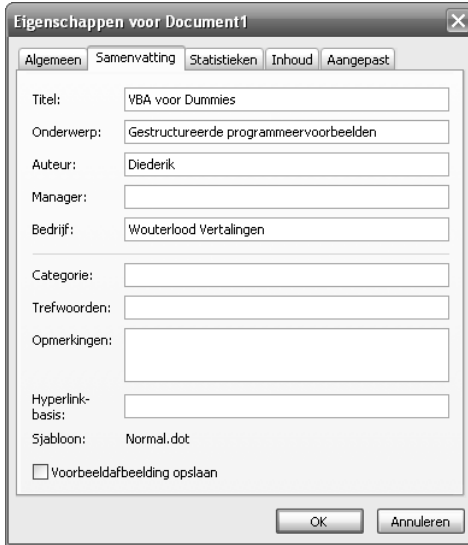 Eigenschappen voor Document1
Algemeen Samenvatting Statistieken Inhoud Aangepast
Titel: VBA voor Dummies
Onderwerp: Gestructureerde programmeervoorbeelden
Auteur: Diederik
Manager:
Bedrijf: Wouterlood Vertalingen
Categorie:
Trefwoorden:
Opmerkingen:
Hyperlink-
basis:
Sjabloon: Normal.dot
Voorbeeldafbeelding opslaan
OK Annuleren